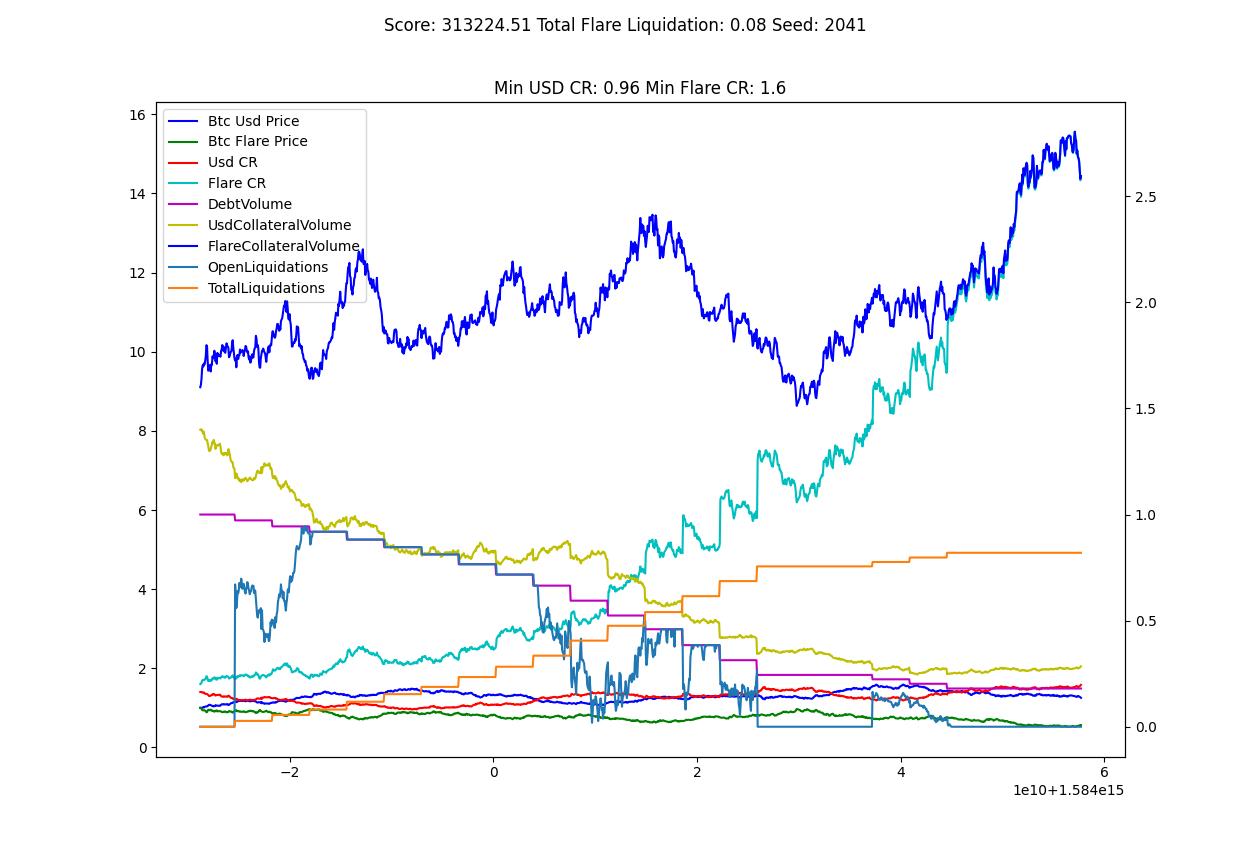 Score: 313224.51 Total Flare Liquidation: 0.08 Seed: 2041
Min USD CR: 0.96 Min Flare CR: 1.6
Btc Usd Price
Btc Flare Price
Usd CR
Flare CR
DebtVolume
UsdCollateralVolume
FlareCollateralVolume
OpenLiquidations
TotalLiquidations
16
14
12
10
8
6
4
2
0
2.5
2.0
1.5
1.0
0.5
0.0
−2
0
2
4
6
1e10+1.584e15